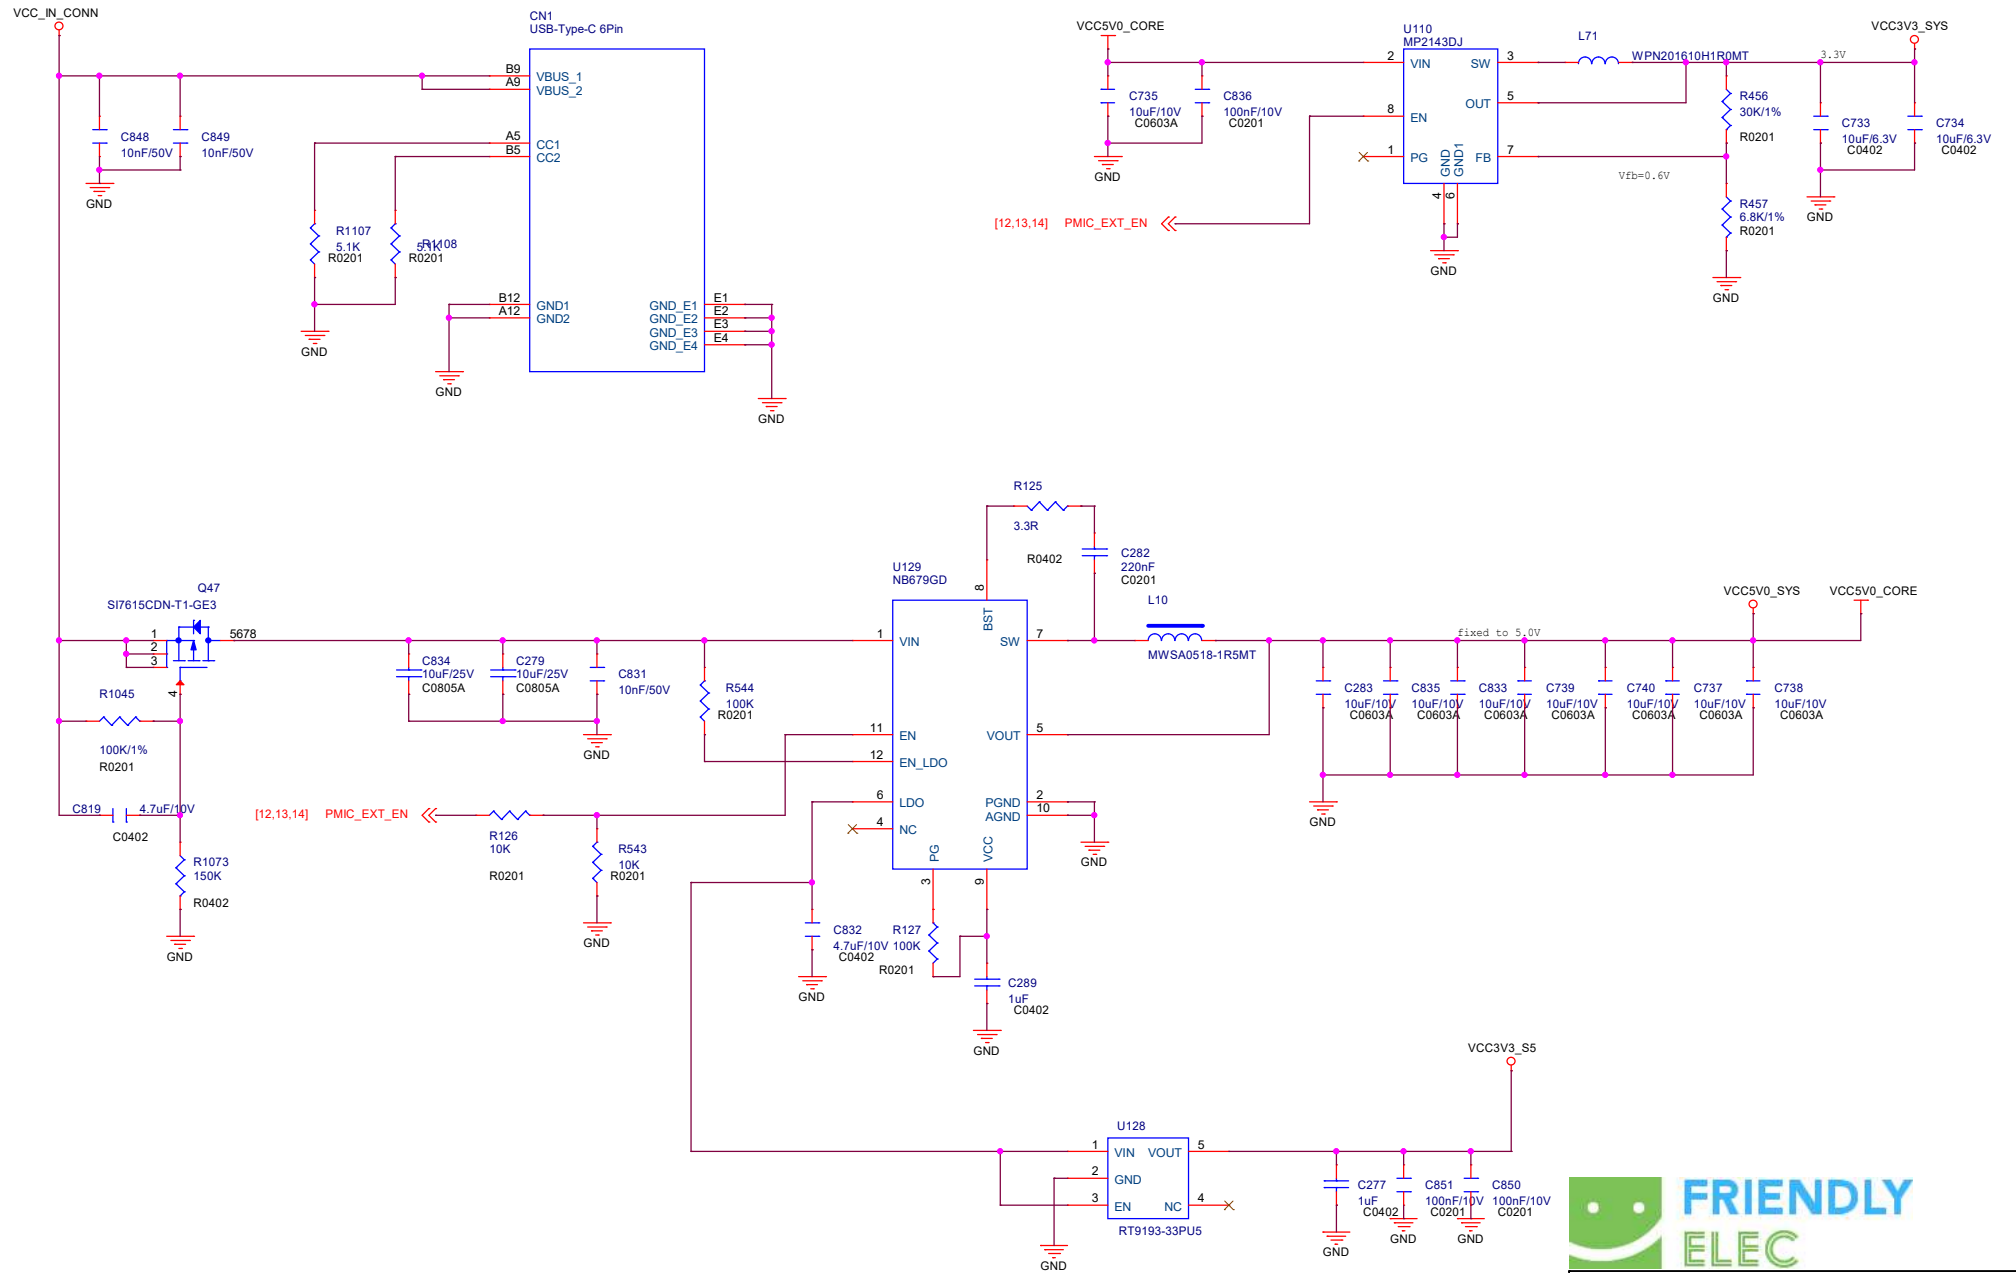 VCC_IN_CONN
CN1
USB-Type-C 6Pin
B9
A9
VBUS_1
VBUS_2
C848
10nF/50V
C849
10nF/50V
GND
A5
B5
CC1
CC2
R1107
5.1K
R0201
R1108
5.1K
R0201
GND
B12
A12
GND1
GND2
GND
GND_E1
GND_E2
GND_E3
GND_E4
E1
E2
E3
E4
GND
VCC5V0_CORE
C735
10uF/10V
C0603A
C836
100nF/10V
C0201
GND
U110
MP2143DJ
2
VIN
8
EN
1
PG
SW
3
OUT
5
FB
7
GND
GND1
4
6
GND
[12,13,14]
PMIC_EXT_EN
L71
WPN201610H1R0MT
3.3V
VCC3V3_SYS
R456
30K/1%
R0201
Vfb=0.6V
R457
6.8K/1%
R0201
GND
C733
10uF/6.3V
C0402
C734
10uF/6.3V
C0402
GND
Q47
SI7615CDN-T1-GE3
1
2
3
4
5678
R1045
100K/1%
R0201
C819
4.7uF/10V
C0402
R1073
150K
R0402
GND
C834
10uF/25V
C0805A
C279
10uF/25V
C0805A
C831
10nF/50V
GND
R544
100K
R0201
[12,13,14]
PMIC_EXT_EN
R126
10K
R0201
R543
10K
R0201
GND
R125
3.3R
R0402
C282
220nF
C0201
U129
NB679GD
8
BST
1
VIN
11
EN
12
EN_LDO
6
LDO
4
NC
SW
7
VOUT
5
PGND
2
AGND
10
GND
PG
VCC
3
9
C832
4.7uF/10V
C0402
GND
R127
100K
R0201
C289
1uF
C0402
GND
L10
MWSA0518-1R5MT
fixed to 5.0V
VCC5V0_SYS
VCC5V0_CORE
C283
10uF/10V
C0603A
C835
10uF/10V
C0603A
C833
10uF/10V
C0603A
C739
10uF/10V
C0603A
C740
10uF/10V
C0603A
C737
10uF/10V
C0603A
C738
10uF/10V
C0603A
GND
U128
1
VIN
2
GND
3
EN
VOUT
5
NC
4
RT9193-33PU5
GND
VCC3V3_S5
C277
1uF
C0402
GND
C851
100nF/10V
C0201
GND
C850
100nF/10V
C0201
GND
FRIENDLY
ELEC